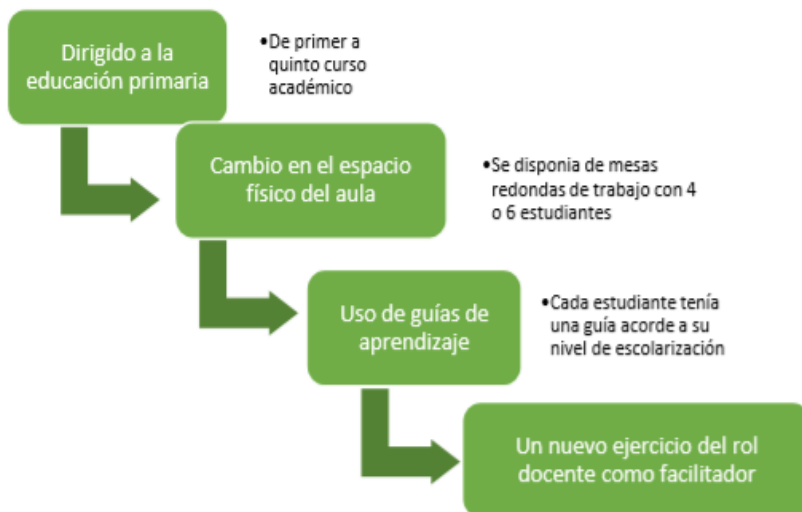 Dirigido a la
educación primaria
•De primer a
quinto curso
académico
Cambio en el espacio
físico del aula
•Se disponia de mesas
redondas de trabajo con 4
o 6 estudiantes
Uso de guías de
aprendizaje
•Cada estudiante tenía
una guía acorde a su
nivel de escolarización
Un nuevo ejercicio del rol
docente como facilitador